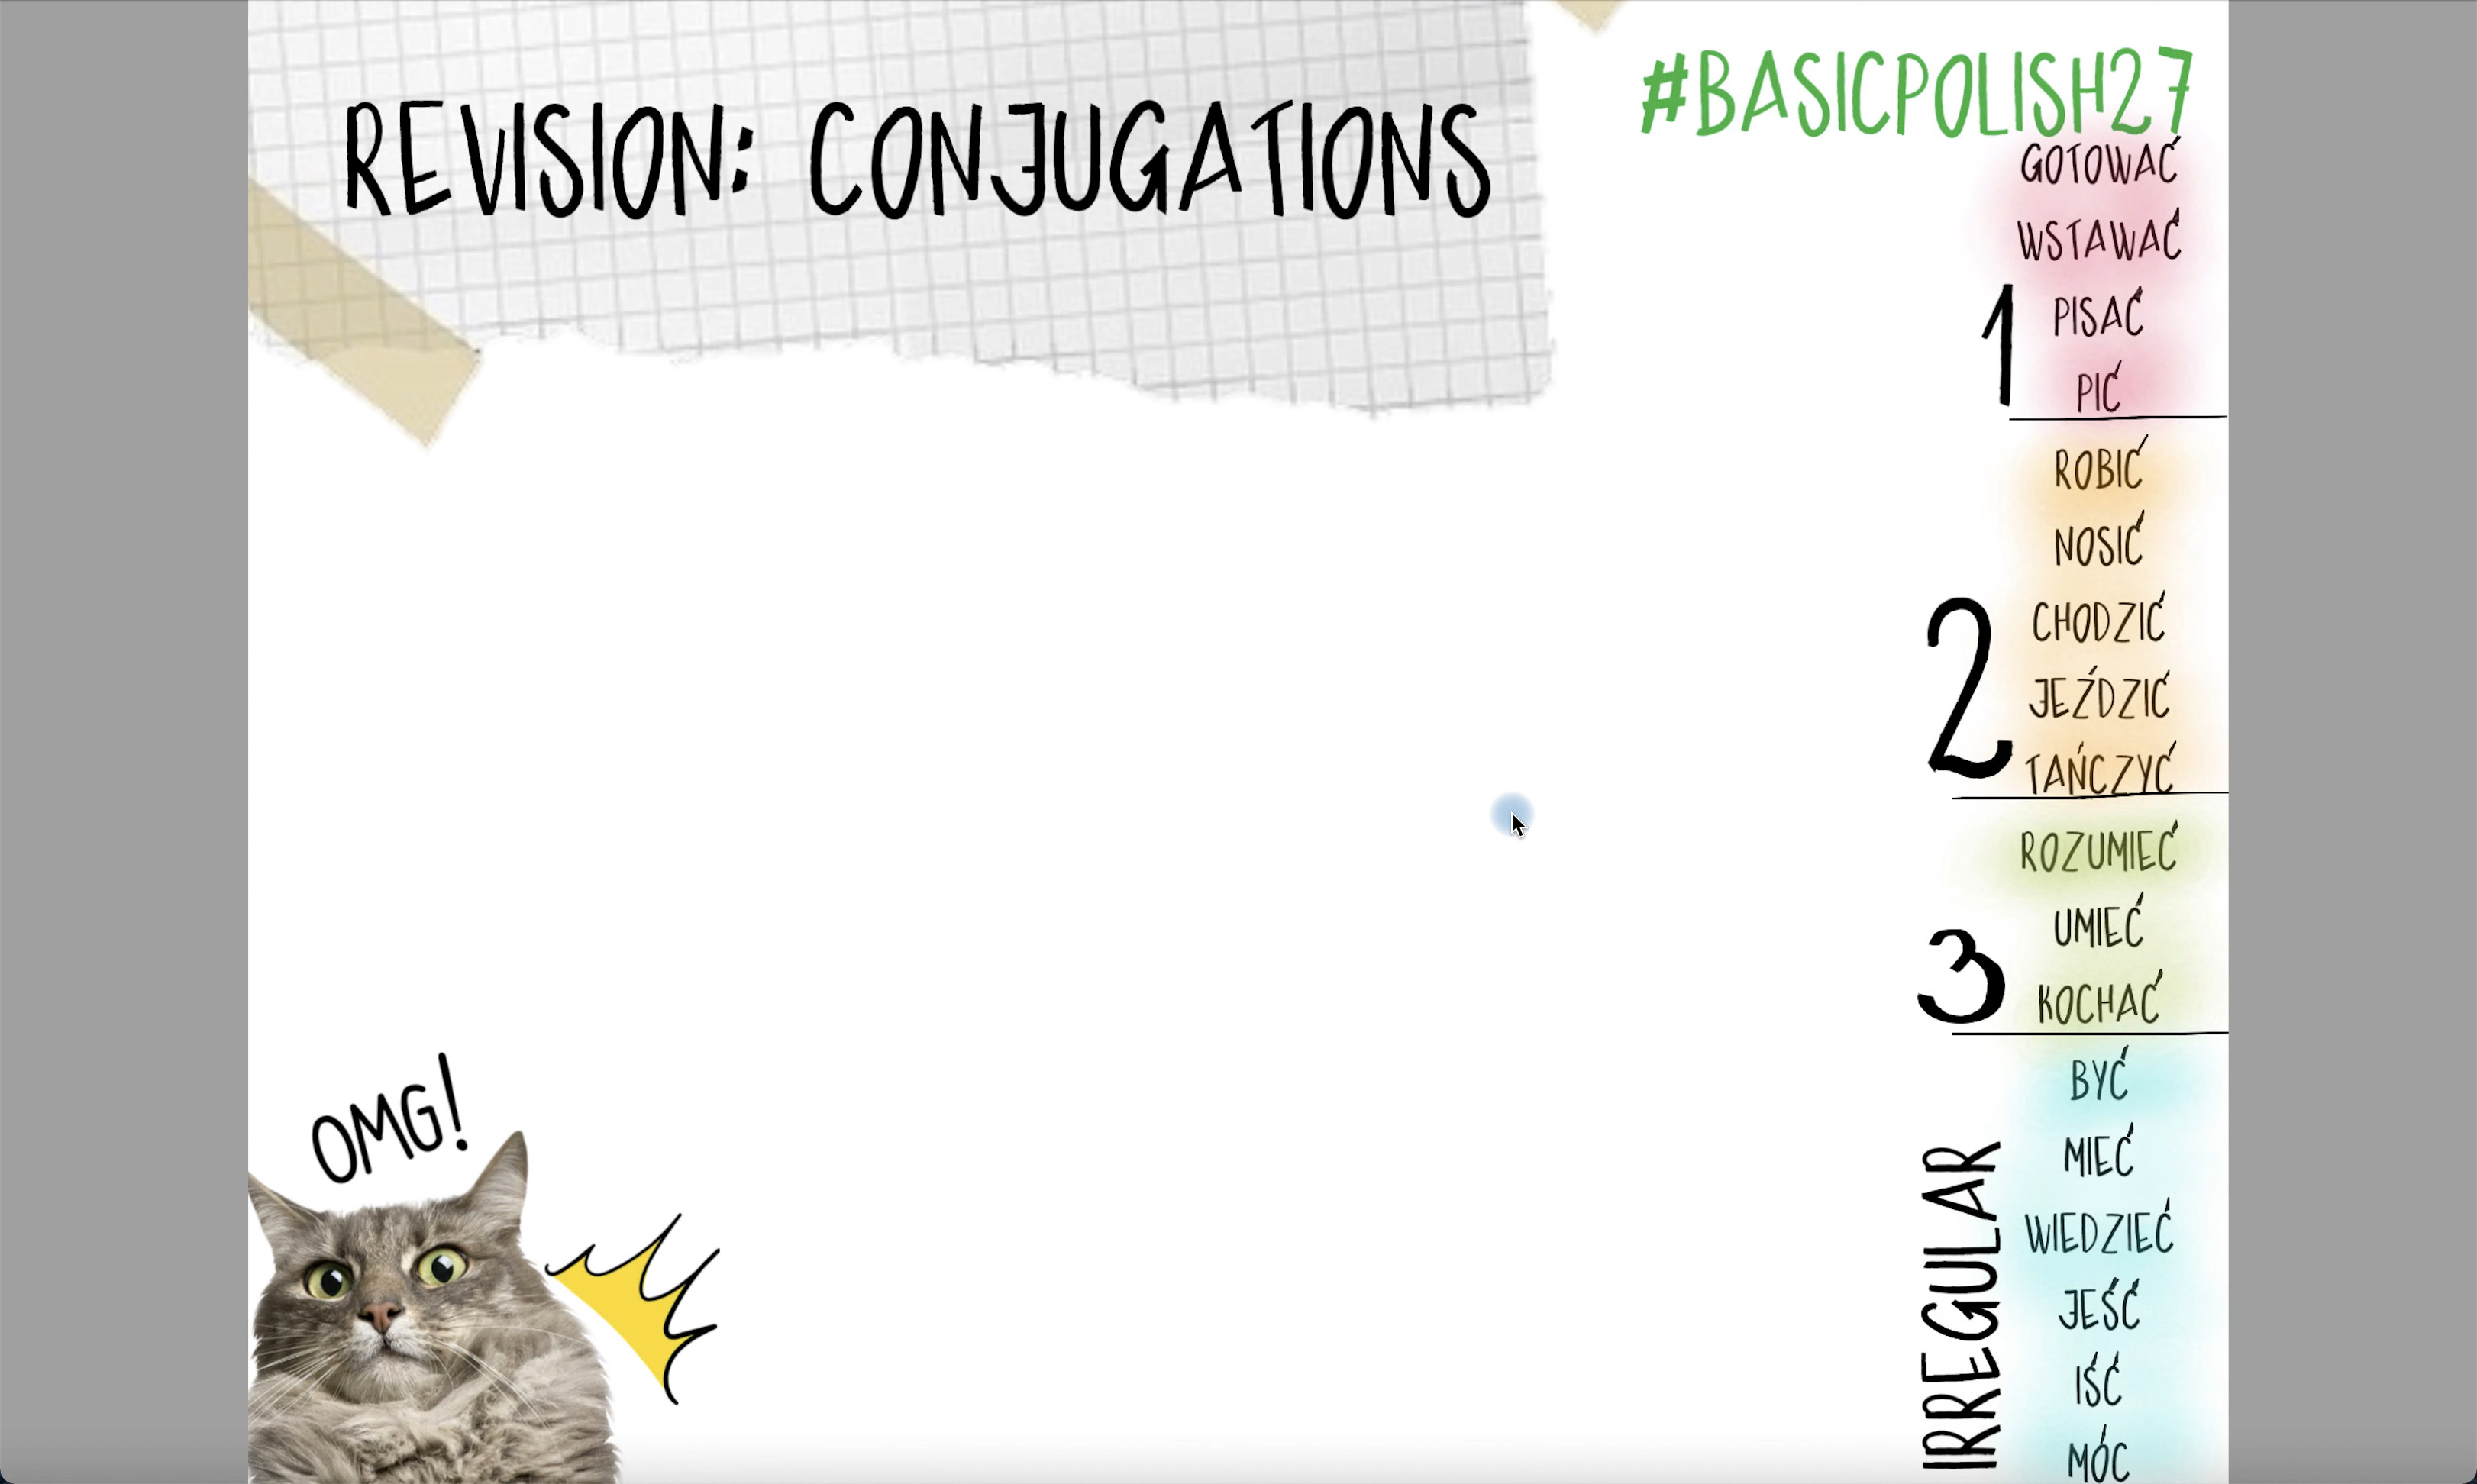 REVISION: CONJUGATIONS
#BASICPOLISH27
GOTOWAĆ
WSTAWAĆ
1
PISAĆ
PIĆ
ROBIĆ
NOSIĆ
CHODZIĆ
2
JEŹDZIĆ
TAŃCZYĆ
ROZUMIEĆ
UMIEĆ
3
KOCHAĆ
BYĆ
MIEĆ
WIEDZIEĆ
JEŚĆ
IŚĆ
MÓC
IRREGULAR
OMG!